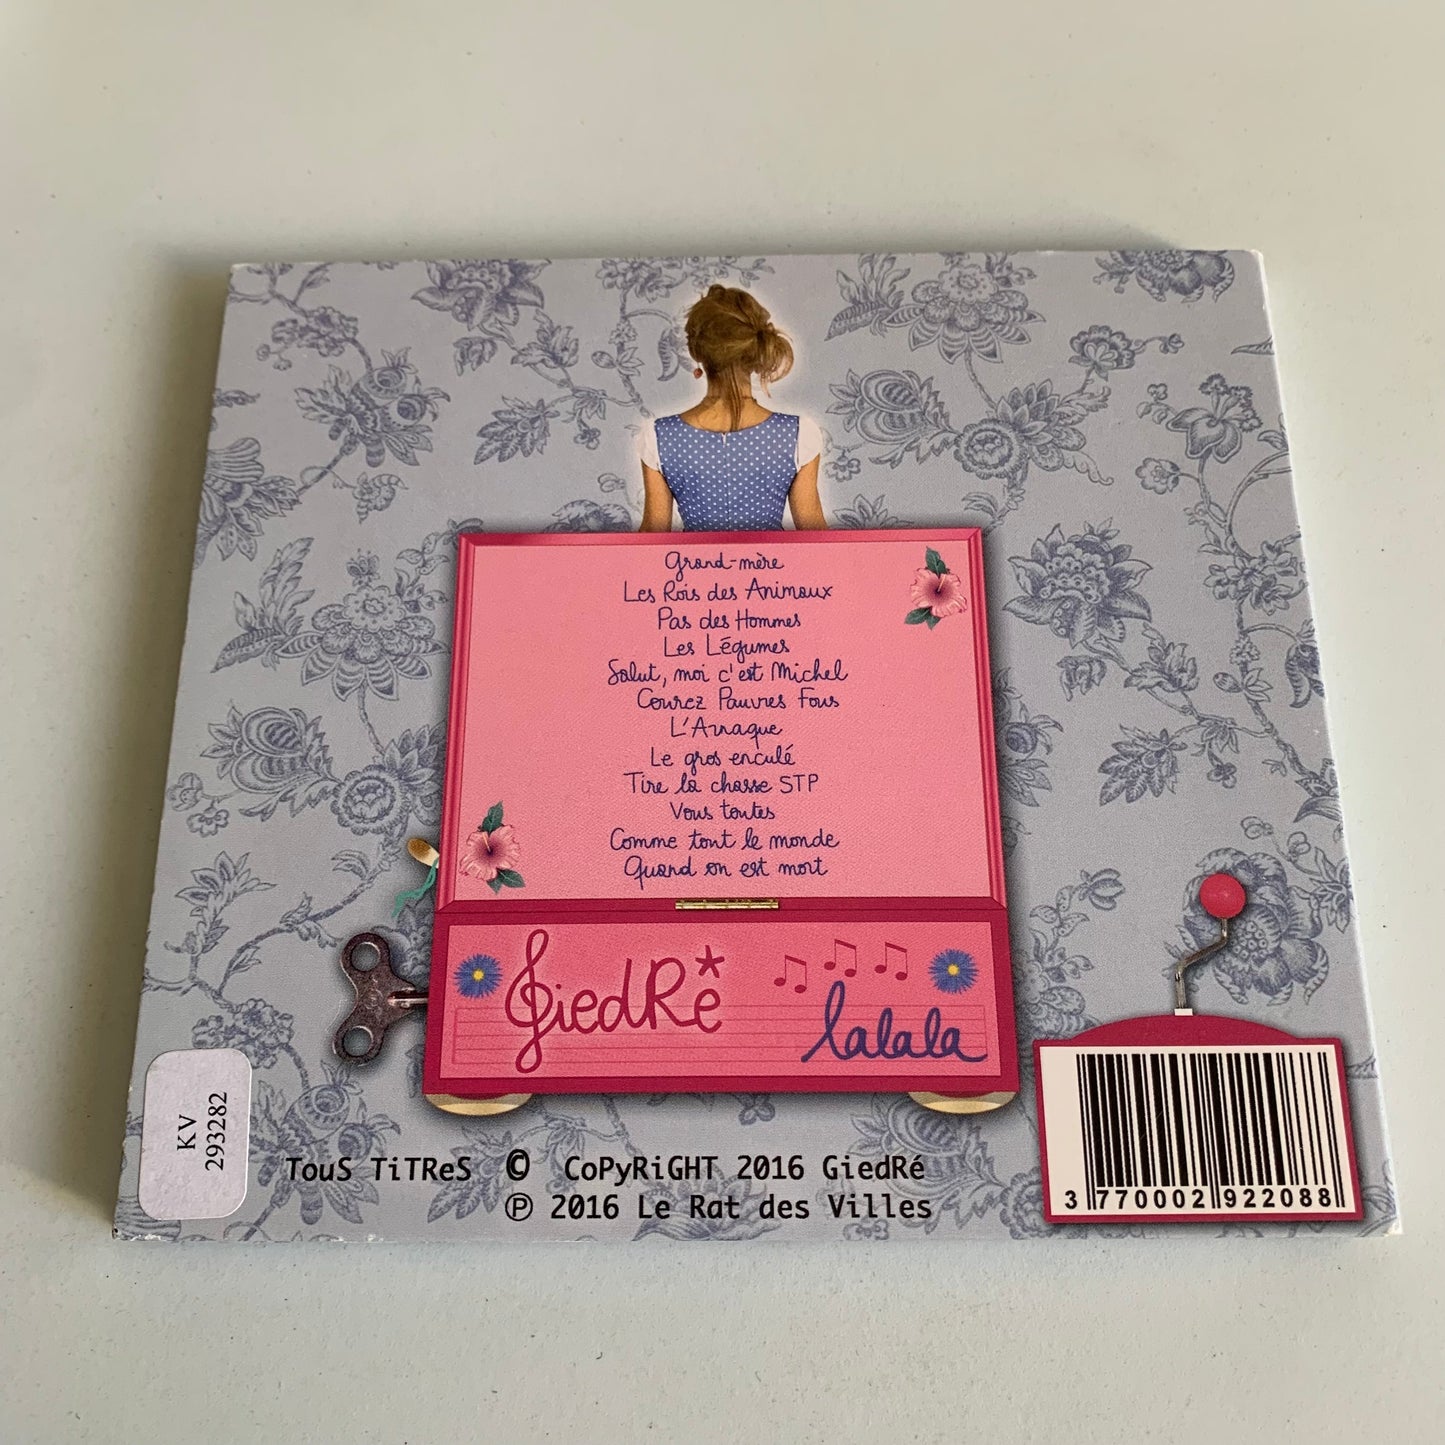 Grand-mère
Les Rois des Animaux
Pas des Hommes
Les Légumes
Salut, moi c'est Michel
Courez Pauvres Fous
L'Arnaque
Le gros enculé
Tire la chasse STP
Vous toutes
Comme tout le monde
Quand on est mort
GiedRé
lalala
KV
293282
TouS TiTReS © CoPyRiGHT 2016 GiedRé
℗ 2016 Le Rat des Villes
3 770002 922088